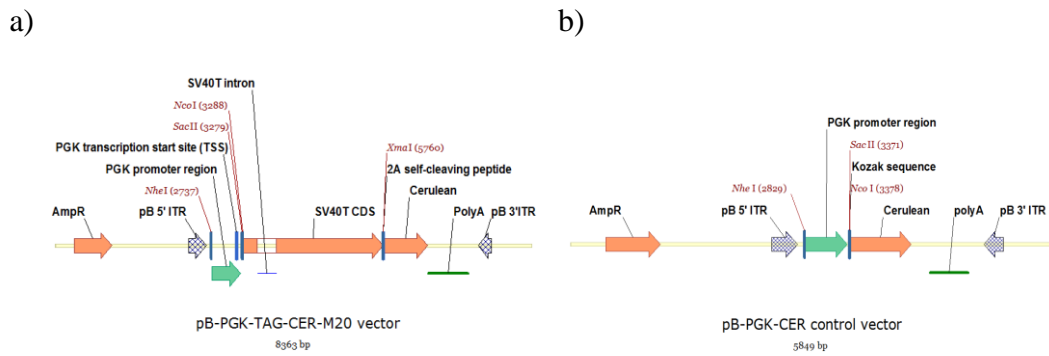 a)
SV40T intron
NcoI (3288)
SacII (3279)
PGK transcription start site (TSS)
PGK promoter region
NheI (2737)
XmaI (5760)
2A self-cleaving peptide
Cerulean
AmpR
pB 5' ITR
SV40T CDS
PolyA
pB 3'ITR
pB-PGK-TAG-CER-M20 vector
8363 bp
b)
PGK promoter region
SacII (3371)
Kozak sequence
Nhe I (2829)
Nco I (3378)
AmpR
pB 5' ITR
Cerulean
polyA
pB 3' ITR
pB-PGK-CER control vector
5849 bp